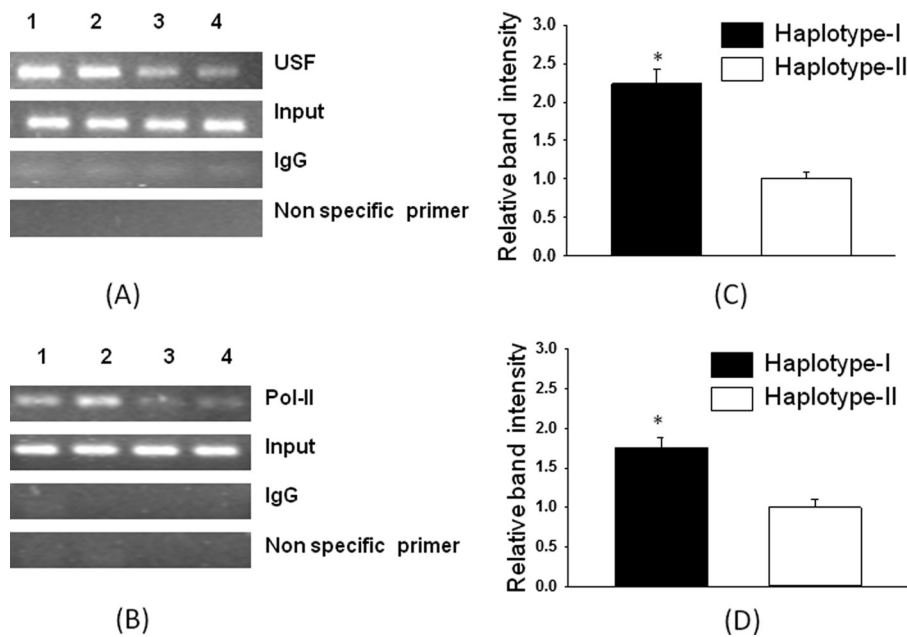 1 2 3 4
USF
Input
IgG
Non specific primer
(A)
Relative band intensity
3.0
2.5
2.0
1.5
1.0
0.5
0.0
*
Haplotype-I
Haplotype-II
(C)
1 2 3 4
Pol-II
Input
IgG
Non specific primer
(B)
Relative band intensity
3.0
2.5
2.0
1.5
1.0
0.5
0.0
*
Haplotype-I
Haplotype-II
(D)